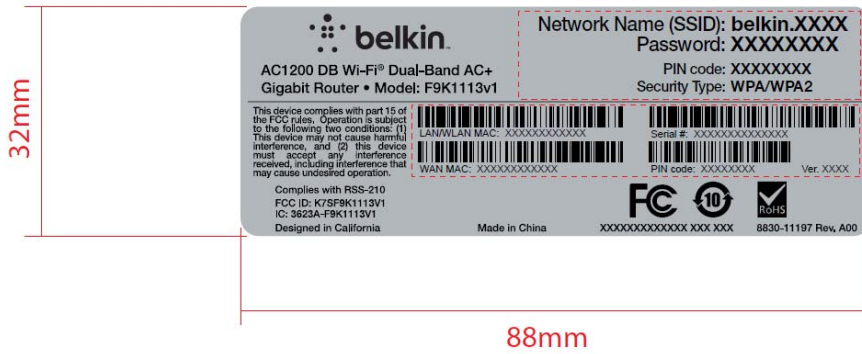 belkin™
AC1200 DB Wi-Fi® Dual-Band AC+
Gigabit Router • Model: F9K1113v1
Network Name (SSID): belkin.XXXX
Password: XXXXXXXX
PIN code: XXXXXXXX
Security Type: WPA/WPA2
This device complies with part 15 of
the FCC rules. Operation is subject
to the following two conditions: (1)
This device may not cause harmful
interference, and (2) this device
must accept any interference
received, including interference that
may cause undesired operation.
LAN/WLAN MAC: XXXXXXXXXXXX
Serial #: XXXXXXXXXXXXXX
WAN MAC: XXXXXXXXXXXX
PIN code: XXXXXXXX
Ver. XXXX
Complies with RSS-210
FCC ID: K7SF9K1113V1
IC: 3623A-F9K1113V1
Designed in California
Made in China
FC
10
RoHS
XXXXXXXXXXXXX XXX XXX
8830-11197 Rev. A00
32mm
88mm